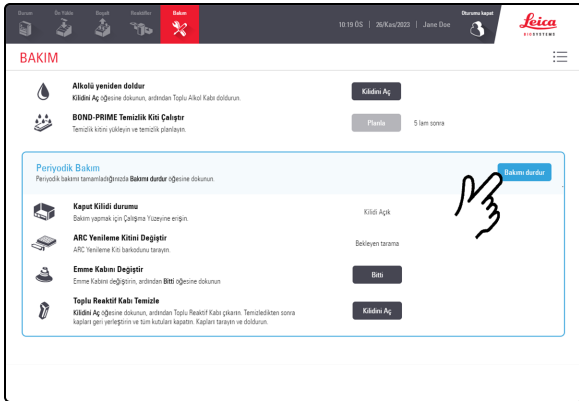 Durum
Ön Yükle
Boşalt
Reaktifler
Bakım
10:19 ÖS | 26/Kas/2023 | Jane Doe
Oturumu kapat
Leica
BIOSYSTEMS
BAKIM
Alkolü yeniden doldur
Kilidini Aç öğesine dokunun, ardından Toplu Alkol Kabı doldurun.
Kilidini Aç
BOND-PRIME Temizlik Kiti Çalıştır
Temizlik kitini yükleyin ve temizlik planlayın.
Planla
5 lam sonra
Periyodik Bakım
Periyodik bakımı tamamladığınızda Bakımı durdur öğesine dokunun.
Bakımı durdur
Kaput Kilidi durumu
Bakım yapmak için Çalışma Yüzeyine erişin.
Kilidi Açık
ARC Yenileme Kitini Değiştir
ARC Yenileme Kiti barkodunu tarayın.
Bekleyen tarama
Emme Kabını Değiştir
Emme Kabını değiştirin, ardından Bitti öğesine dokunun
Bitti
Toplu Reaktif Kabı Temizle
Kilidini Aç öğesine dokunun, ardından Toplu Reaktif Kabı çıkarın. Temizledikten sonra
kapları geri yerleştirin ve tüm kutuları kapatın. Kapları tarayın ve doldurun.
Kilidini Aç